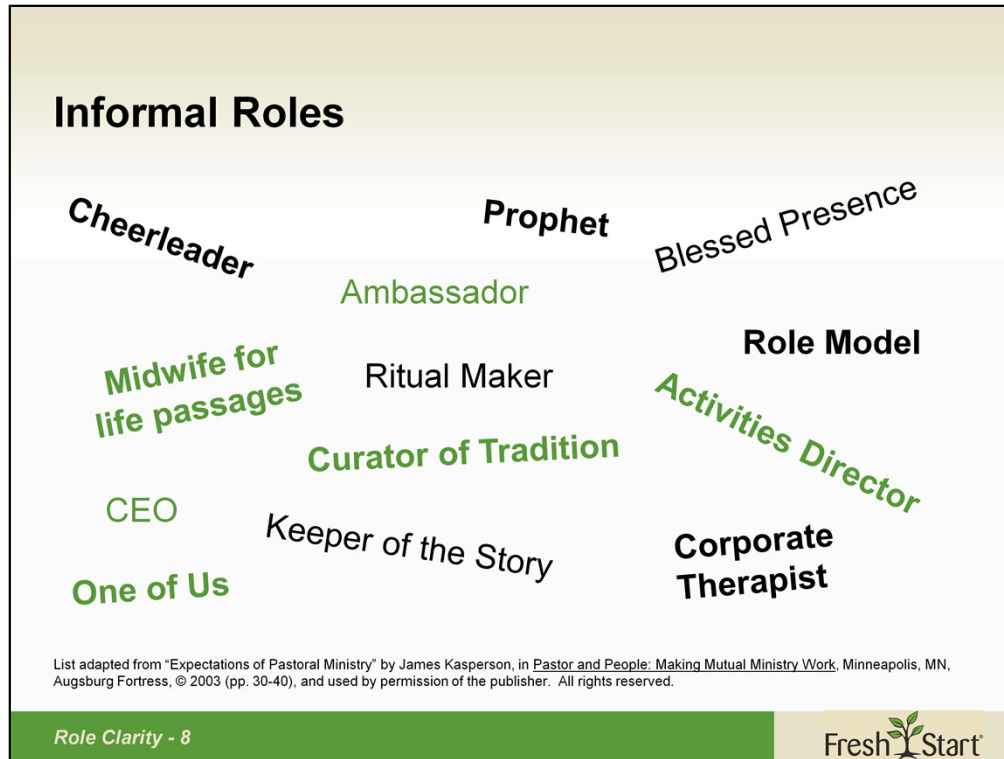 Informal Roles
Cheerleader
Prophet
Blessed Presence
Ambassador
Role Model
Midwife for
life passages
Ritual Maker
Activities Director
Curator of Tradition
CEO
Keeper of the Story
Corporate
Therapist
One of Us
List adapted from “Expectations of Pastoral Ministry” by James Kasperson, in Pastor and People: Making Mutual Ministry Work, Minneapolis, MN,
Augsburg Fortress, © 2003 (pp. 30-40), and used by permission of the publisher.  All rights reserved.
Role Clarity - 8
Fresh Start®